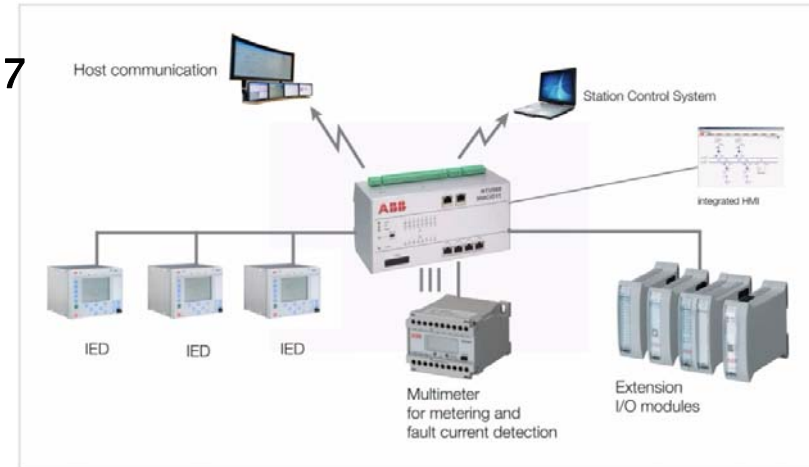 7
Host communication
Station Control System
integrated HMI
ABB
IED
IED
IED
Multimeter
for metering and
fault current detection
Extension
I/O modules